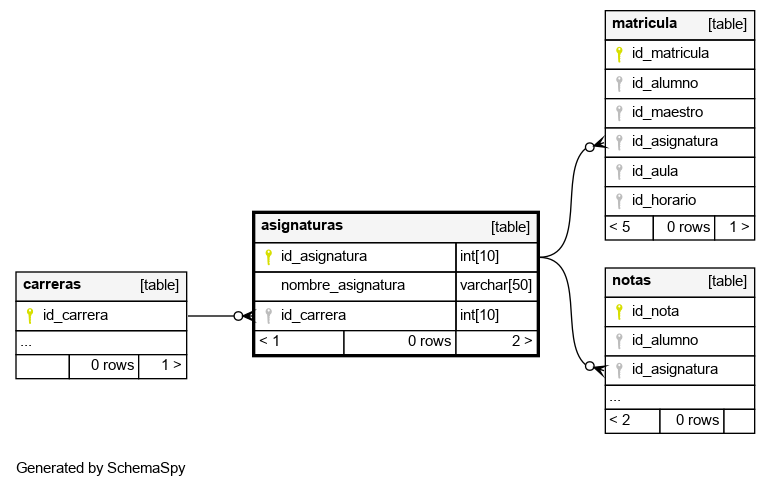 matricula [table]
id_matricula
id_alumno
id_maestro
id_asignatura
id_aula
id_horario
< 5 0 rows 1 >
asignaturas [table]
id_asignatura int[10]
nombre_asignatura varchar[50]
id_carrera int[10]
< 1 0 rows 2 >
carreras [table]
id_carrera
...
0 rows 1 >
notas [table]
id_nota
id_alumno
id_asignatura
...
< 2 0 rows
Generated by SchemaSpy